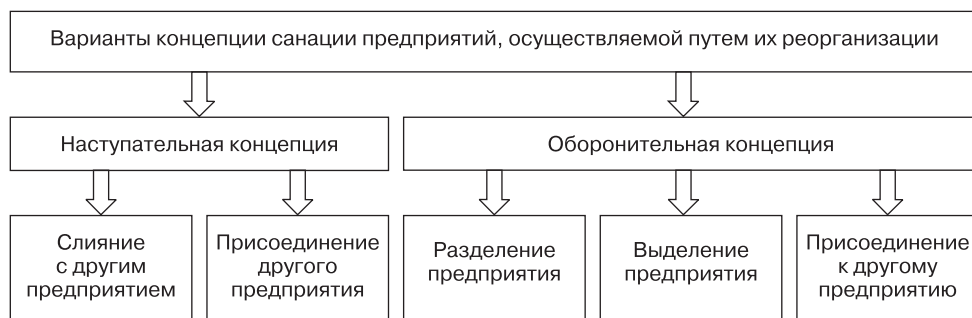 Варианты концепции санации предприятий, осуществляемой путем их реорганизации
Наступательная концепция
Оборонительная концепция
Слияние
с другим
предприятием
Присоединение
другого
предприятия
Разделение
предприятия
Выделение
предприятия
Присоединение
к другому
предприятию